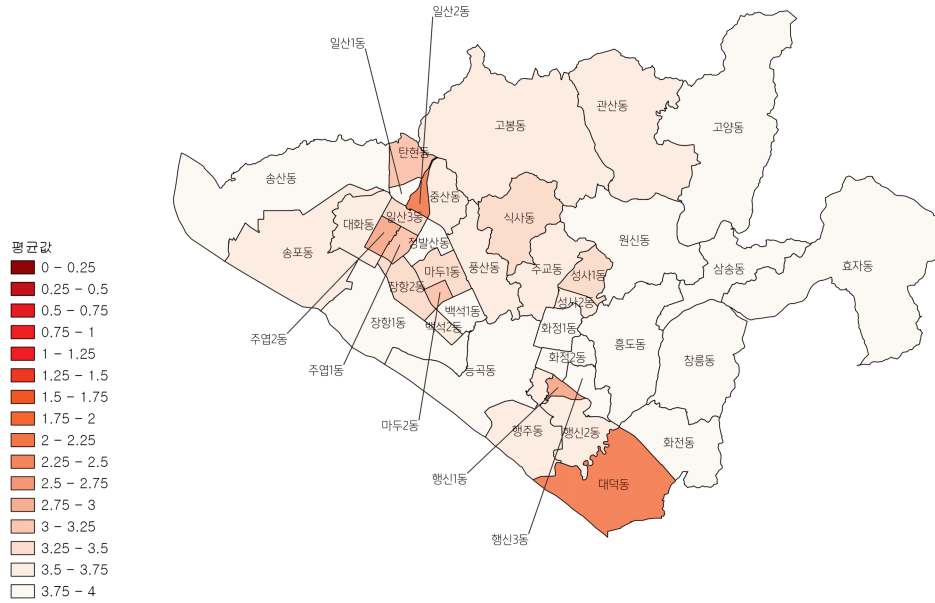 일산2동
일산1동
관산동
고봉동
고양동
탄현동
송산동
중산동
일산3동
식사동
대화동
원신동
정발산동
송포동
삼송동
효자동
풍산동
주교동
마두1동
성사1동
장항2동
성사2동
백석1동
장항1동
백석2동
화정1동
주엽2동
흥도동
화정2동
창릉동
주엽1동
능곡동
마두2동
행주동
행신2동
화전동
행신1동
대덕동
행신3동
평균값
0 - 0.25
0.25 - 0.5
0.5 - 0.75
0.75 - 1
1 - 1.25
1.25 - 1.5
1.5 - 1.75
1.75 - 2
2 - 2.25
2.25 - 2.5
2.5 - 2.75
2.75 - 3
3 - 3.25
3.25 - 3.5
3.5 - 3.75
3.75 - 4